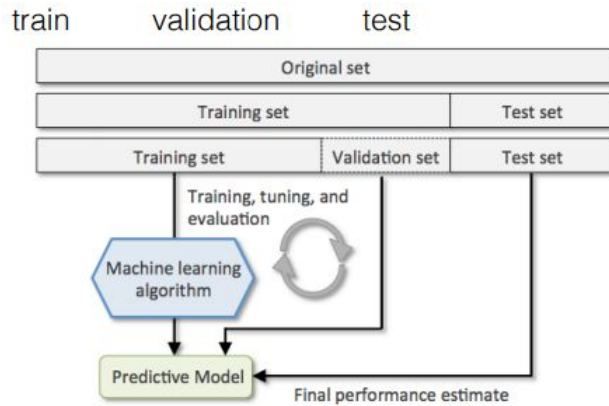 train validation test
Original set
Training set Test set
Training set Validation set Test set
Training, tuning, and
evaluation
Machine learning
algorithm
Predictive Model
Final performance estimate